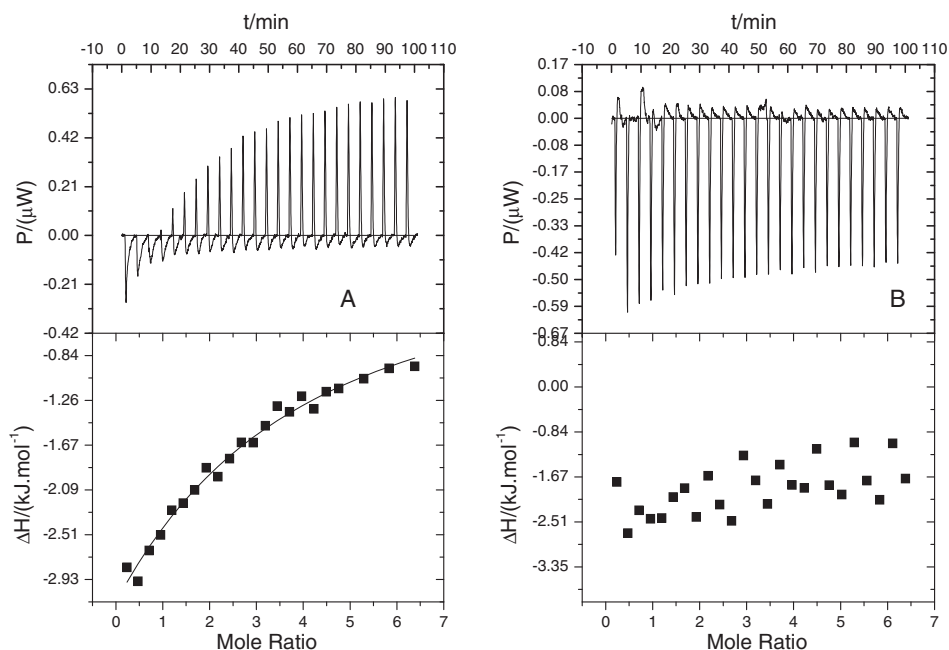 t/min
-10 0 10 20 30 40 50 60 70 80 90 100 110
0.63
0.42
0.21
0.00
-0.21
-0.42
P/(µW)
A
-0.84
-1.26
-1.67
-2.09
-2.51
-2.93
ΔH/(kJ.mol⁻¹)
0 1 2 3 4 5 6 7
Mole Ratio
t/min
-10 0 10 20 30 40 50 60 70 80 90 100 110
0.17
0.08
0.00
-0.08
-0.17
-0.25
-0.33
-0.42
-0.50
-0.59
-0.67
P/(µW)
B
0.84
0.00
-0.84
-1.67
-2.51
-3.35
ΔH/(kJ.mol⁻¹)
0 1 2 3 4 5 6 7
Mole Ratio